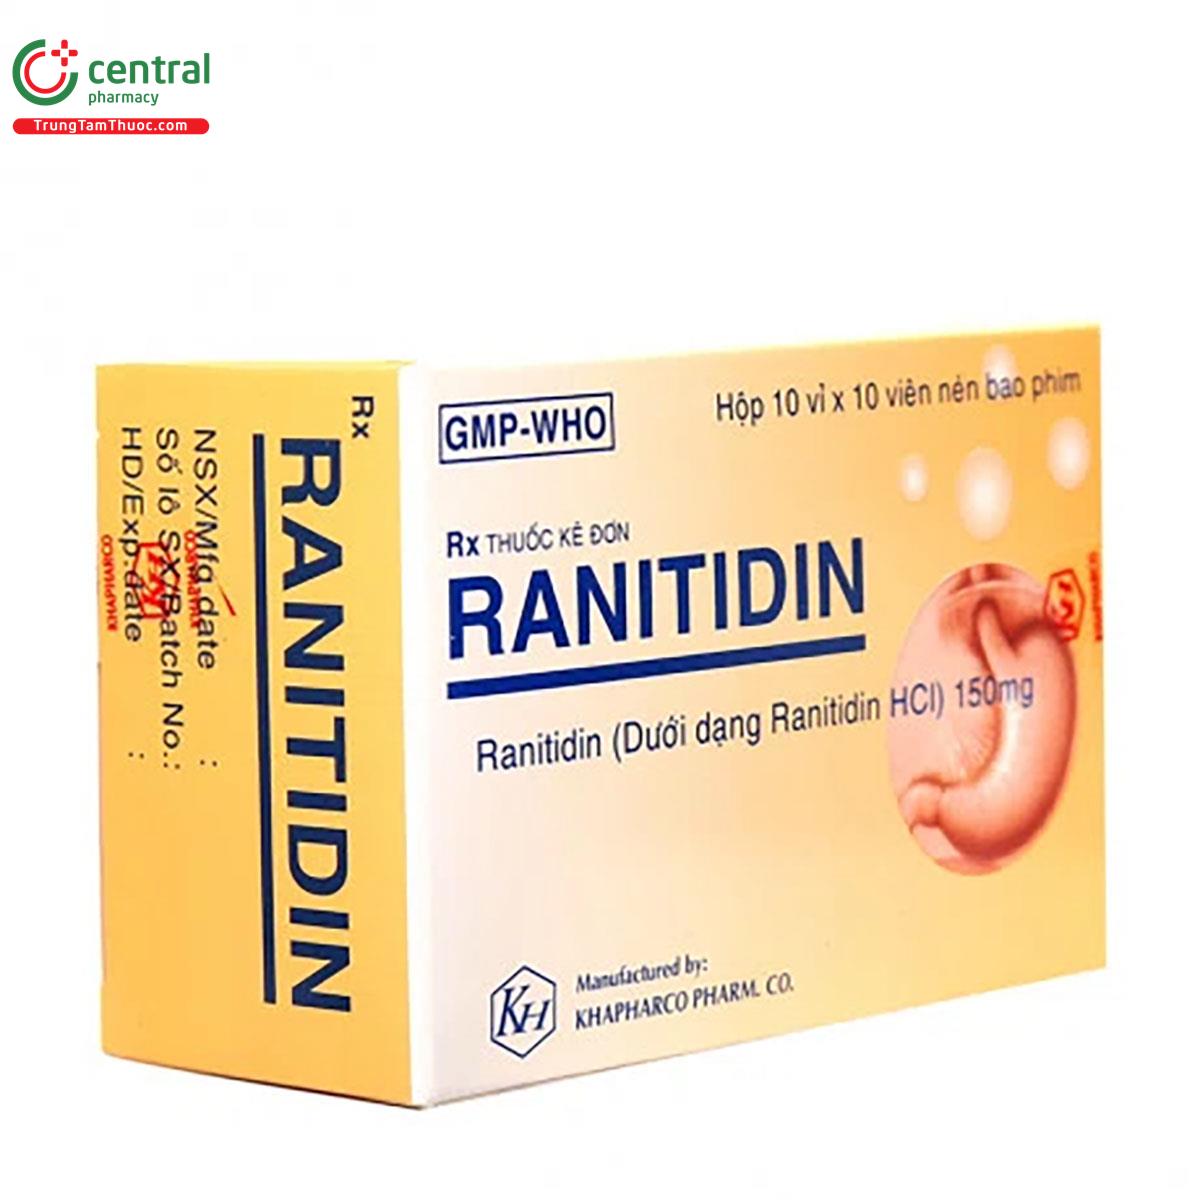 central
pharmacy
TrungTamThuoc.com
GMP-WHO
Hộp 10 vỉ x 10 viên nén bao phim
Rx THUỐC KÊ ĐƠN
RANITIDIN
Ranitidin (Dưới dạng Ranitidin HCl) 150mg
KH
Manufactured by:
KHAPHARCO PHARM. CO.
Rx
RANITIDIN
NSX/Mfg date :
Số lô SX/Batch No.:
HD/Exp.date :
KH
KHAPHARCO